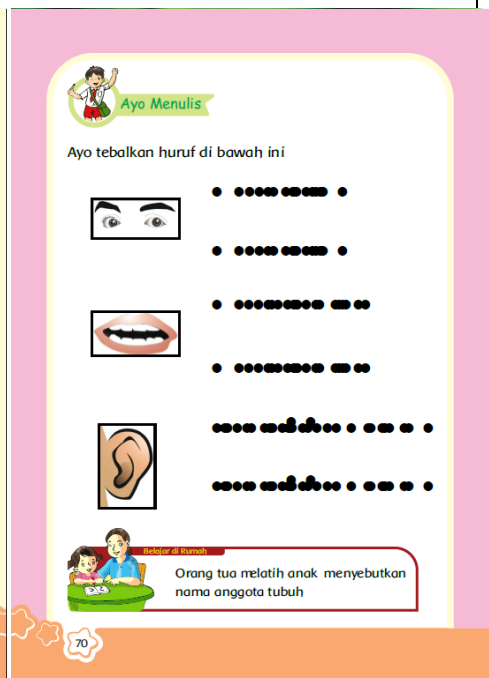 Ayo Menulis
Ayo tebalkan huruf di bawah ini
Belajar di Rumah
Orang tua melatih anak menyebutkan
nama anggota tubuh
70